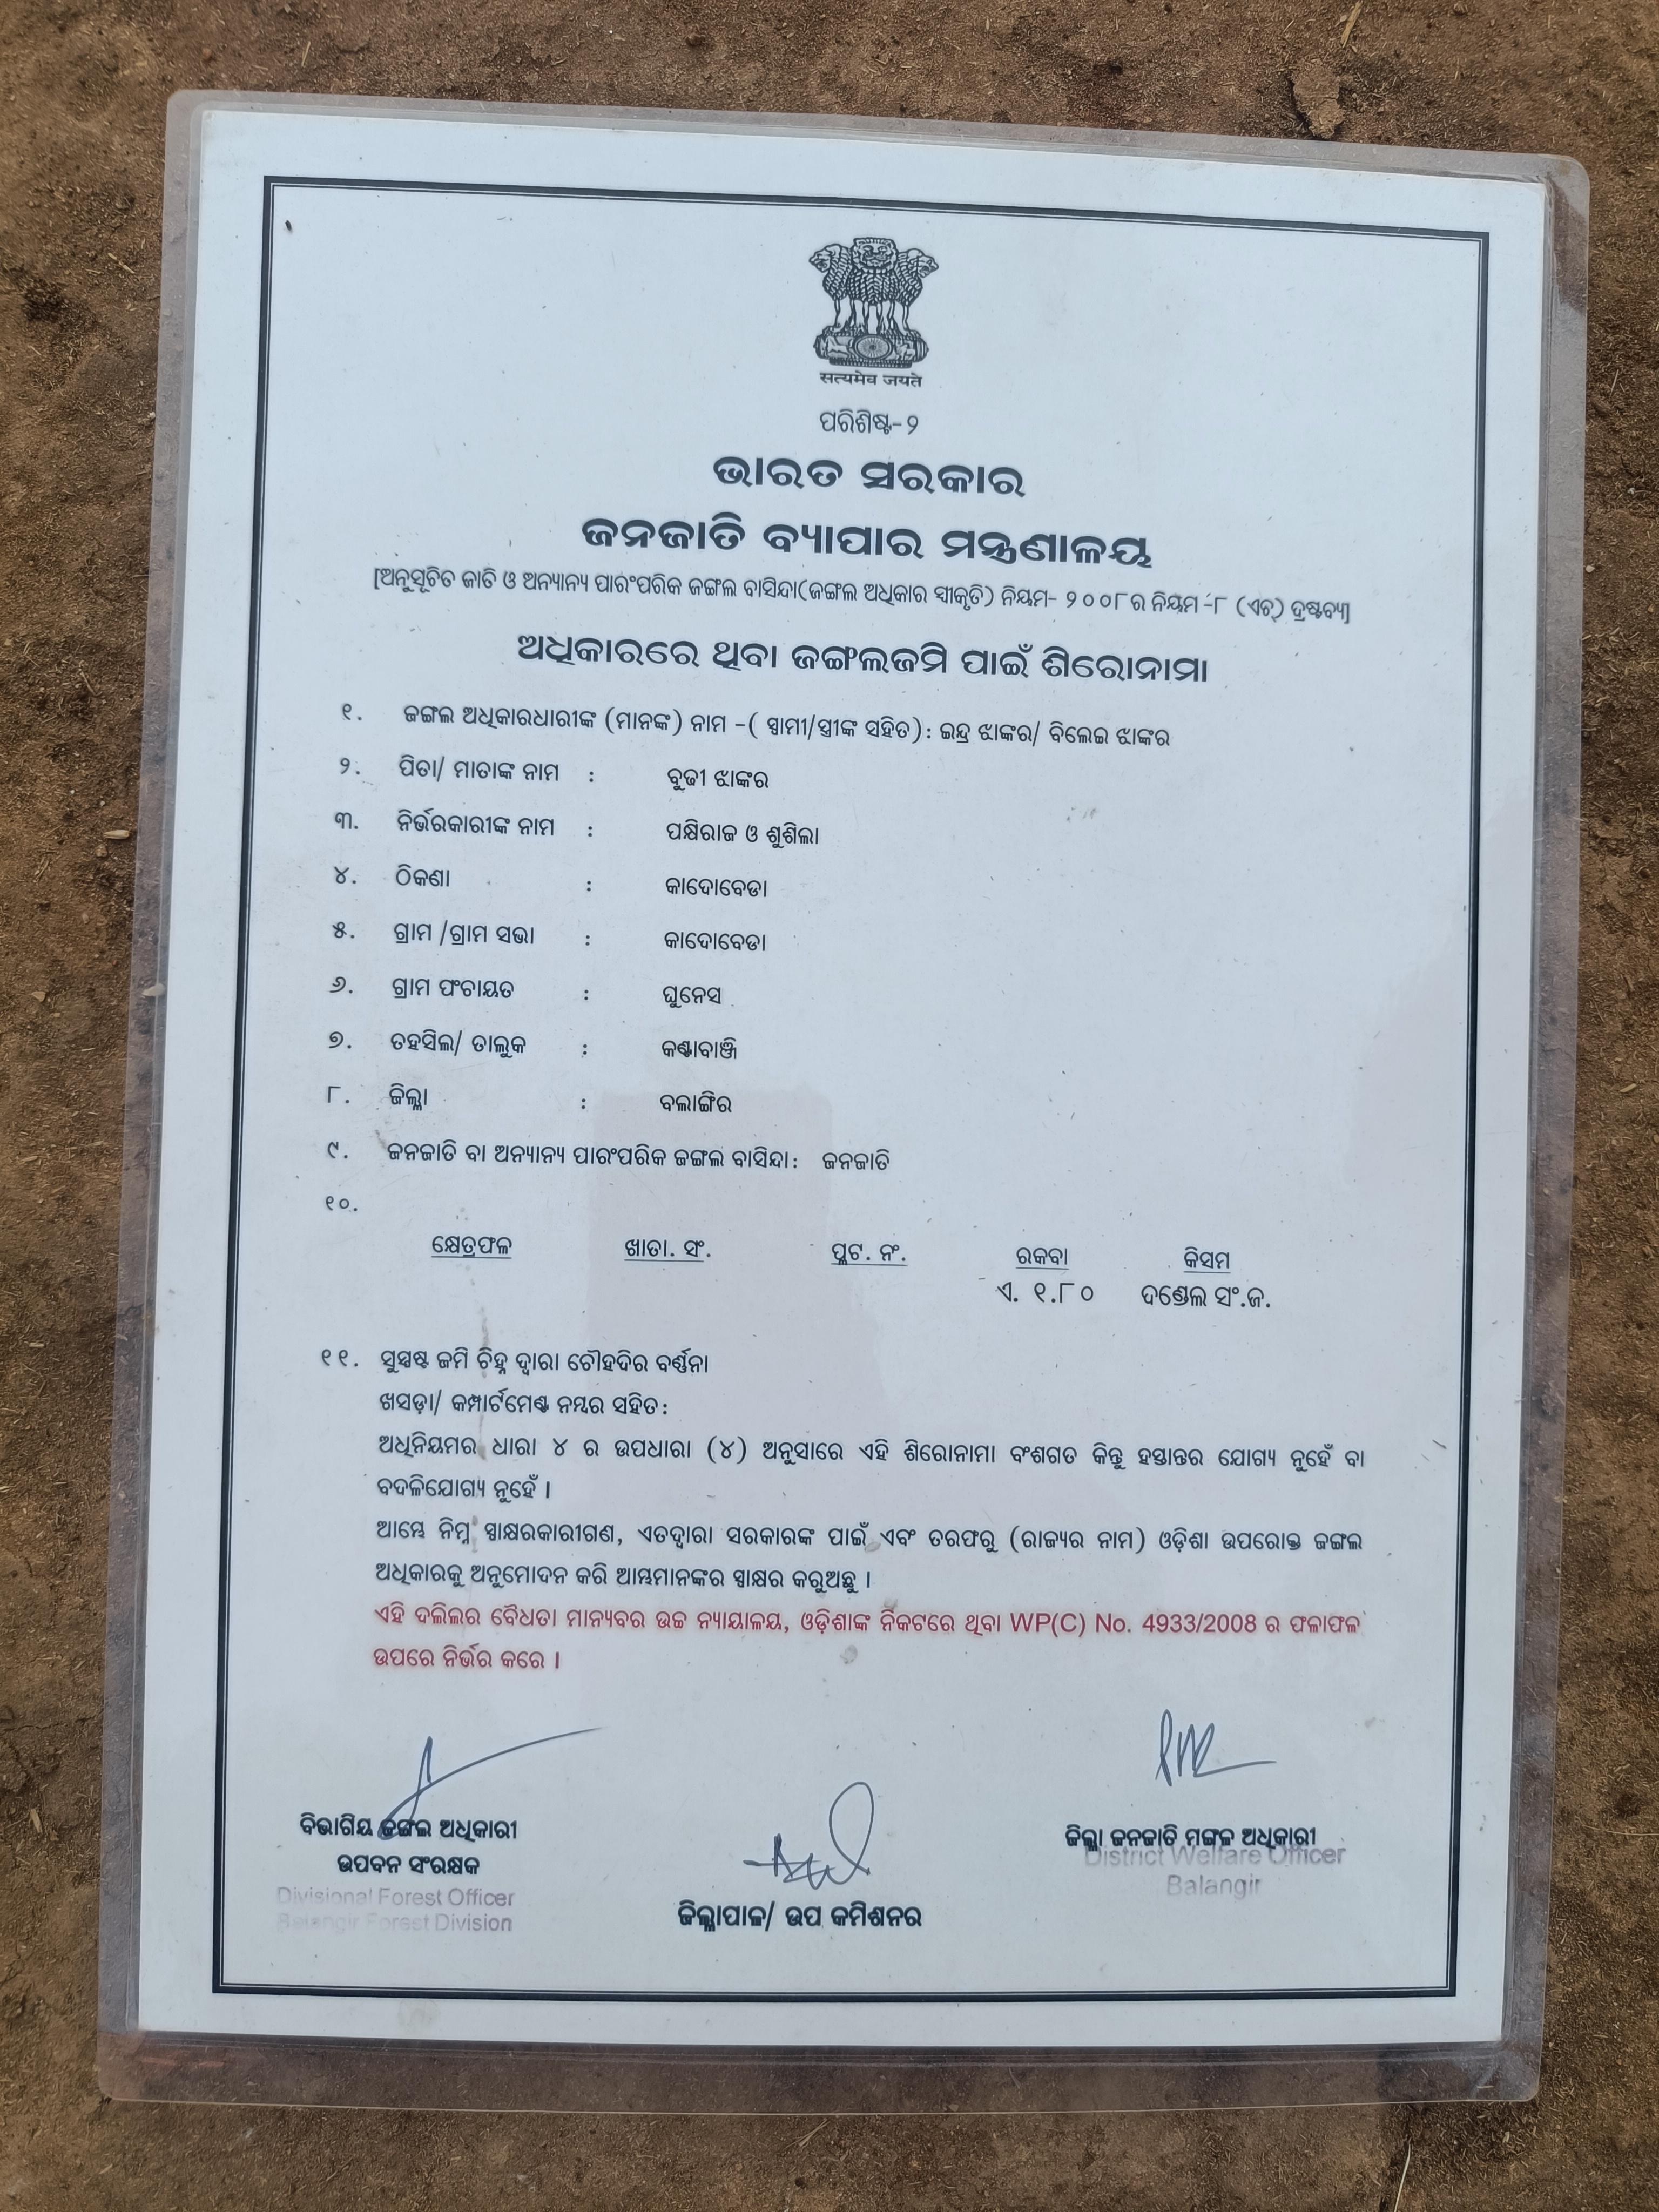 सत्यमेव जयते
ପରିଶିଷ୍ଟ-୨
ଭାରତ ସରକାର
ଜନଜାତି ବ୍ୟାପାର ମନ୍ତ୍ରଣାଳୟ
[ଅନୁସୂଚିତ ଜାତି ଓ ଅନ୍ୟାନ୍ୟ ପାରଂପରିକ ଜଙ୍ଗଲ ବାସିନ୍ଦା(ଜଙ୍ଗଲ ଅଧିକାର ସ୍ୱୀକୃତି) ନିୟମ- ୨୦୦୮ର ନିୟମ -୮ (ଏଚ୍) ଦ୍ରଷ୍ଟବ୍ୟ]
ଅଧିକାରରେ ଥିବା ଜଙ୍ଗଲଜମି ପାଇଁ ଶିରୋନାମା
୧. ଜଙ୍ଗଲ ଅଧିକାରଧାରୀଙ୍କ (ମାନଙ୍କ) ନାମ -( ସ୍ୱାମୀ/ସ୍ତ୍ରୀଙ୍କ ସହିତ): ଇନ୍ଦ୍ର ଝାଙ୍କର/ ବିଲେଇ ଝାଙ୍କର
୨. ପିତା/ ମାତାଙ୍କ ନାମ : ବୁଢୀ ଝାଙ୍କର
୩. ନିର୍ଭରକାରୀଙ୍କ ନାମ : ପକ୍ଷିରାଜ ଓ ଶୁଶିଲା
୪. ଠିକଣା : କାଦୋବେଡା
୫. ଗ୍ରାମ /ଗ୍ରାମ ସଭା : କାଦୋବେଡା
୬. ଗ୍ରାମ ପଂଚାୟତ : ଘୁନେସ
୭. ତହସିଲ/ ତାଲୁକ : କଣ୍ଟାବାଞ୍ଜି
୮. ଜିଲ୍ଲା : ବଲାଙ୍ଗିର
୯. ଜନଜାତି ବା ଅନ୍ୟାନ୍ୟ ପାରଂପରିକ ଜଙ୍ଗଲ ବାସିନ୍ଦା: ଜନଜାତି
୧୦.
କ୍ଷେତ୍ରଫଳ ଖାତା. ସଂ. ପ୍ଲଟ. ନଂ. ରକବା କିସମ
ଏ. ୧.୮୦ ଦଣ୍ଡେଲ ସଂ.ଜ.
୧୧. ସୁସ୍ପଷ୍ଟ ଜମି ଚିହ୍ନ ଦ୍ୱାରା ଚୌହଦିର ବର୍ଣ୍ଣନା
ଖସଡ଼ା/ କମ୍ପାର୍ଟମେଣ୍ଟ ନମ୍ବର ସହିତ:
ଅଧିନିୟମର ଧାରା ୪ ର ଉପଧାରା (୪) ଅନୁସାରେ ଏହି ଶିରୋନାମା ବଂଶଗତ କିନ୍ତୁ ହସ୍ତାନ୍ତର ଯୋଗ୍ୟ ନୁହେଁ ବା
ବଦଳିଯୋଗ୍ୟ ନୁହେଁ ।
ଆମ୍ଭେ ନିମ୍ନ ସ୍ୱାକ୍ଷରକାରୀଗଣ, ଏତଦ୍ୱାରା ସରକାରଙ୍କ ପାଇଁ ଏବଂ ତରଫରୁ (ରାଜ୍ୟର ନାମ) ଓଡ଼ିଶା ଉପରୋକ୍ତ ଜଙ୍ଗଲ
ଅଧିକାରକୁ ଅନୁମୋଦନ କରି ଆମ୍ଭମାନଙ୍କର ସ୍ୱାକ୍ଷର କରୁଅଛୁ ।
ଏହି ଦଲିଲର ବୈଧତା ମାନ୍ୟବର ଉଚ୍ଚ ନ୍ୟାୟାଳୟ, ଓଡ଼ିଶାଙ୍କ ନିକଟରେ ଥିବା WP(C) No. 4933/2008 ର ଫଳାଫଳ
ଉପରେ ନିର୍ଭର କରେ ।
ବିଭାଗିୟ ଜଙ୍ଗଲ ଅଧିକାରୀ
ଉପବନ ସଂରକ୍ଷକ
Divisional Forest Officer
Balangir Forest Division
ଜିଲ୍ଲାପାଳ/ ଉପ କମିଶନର
ଜିଲ୍ଲା ଜନଜାତି ମଙ୍ଗଳ ଅଧିକାରୀ
District Welfare Officer
Balangir